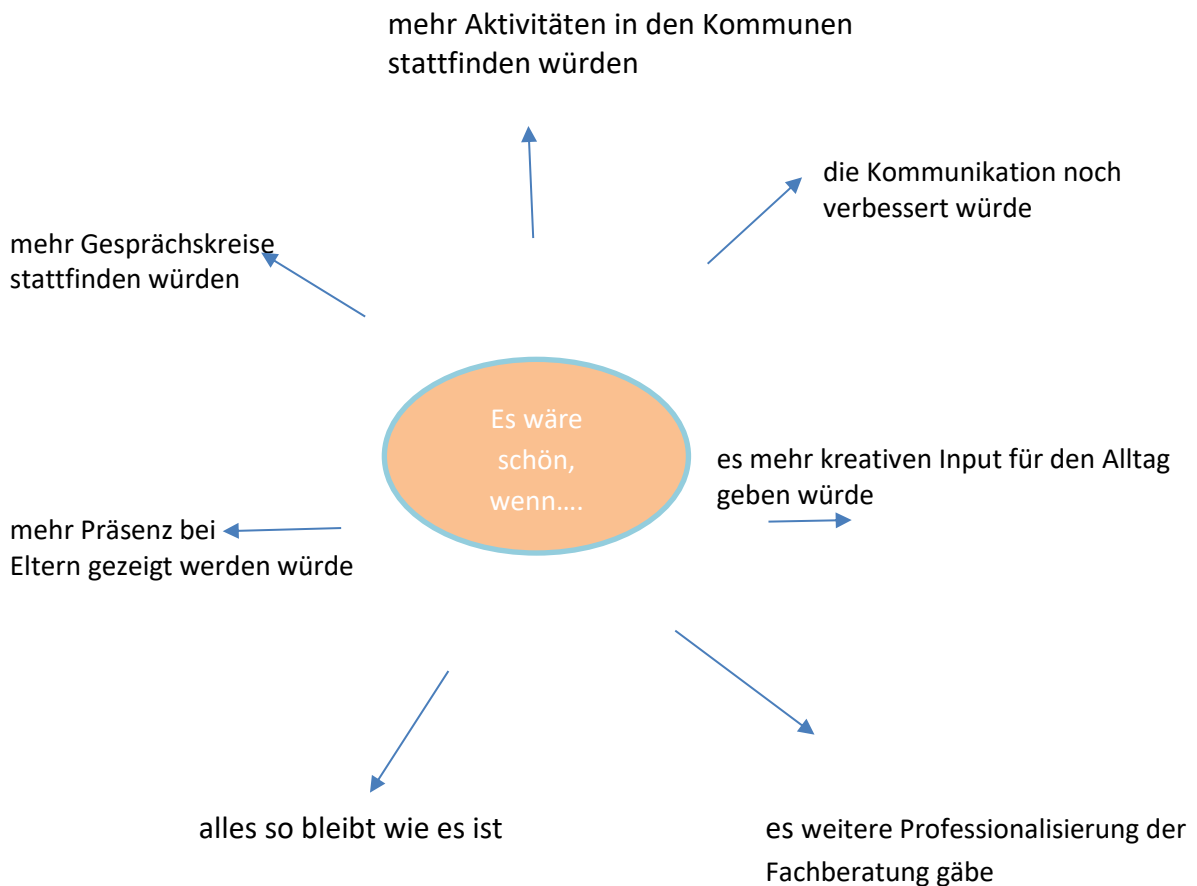 mehr Aktivitäten in den Kommunen
stattfinden würden
die Kommunikation noch
verbessert würde
mehr Gesprächskreise
stattfinden würden
Es wäre
schön,
wenn....
es mehr kreativen Input für den Alltag
geben würde
mehr Präsenz bei
Eltern gezeigt werden würde
alles so bleibt wie es ist
es weitere Professionalisierung der
Fachberatung gäbe